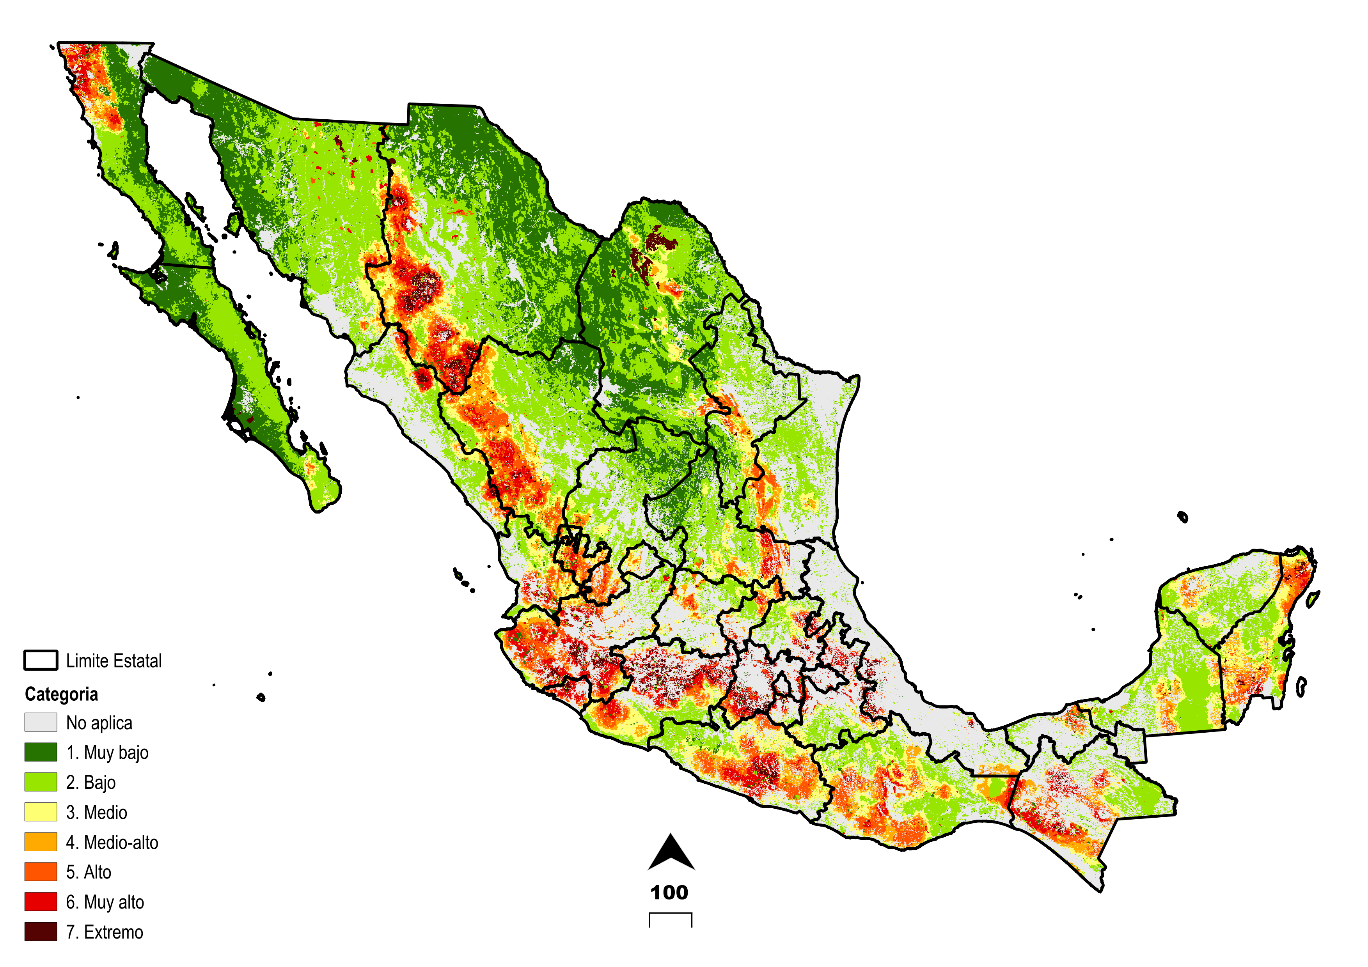 Limite Estatal
Categoria
No aplica
1. Muy bajo
2. Bajo
3. Medio
4. Medio-alto
5. Alto
6. Muy alto
7. Extremo
100